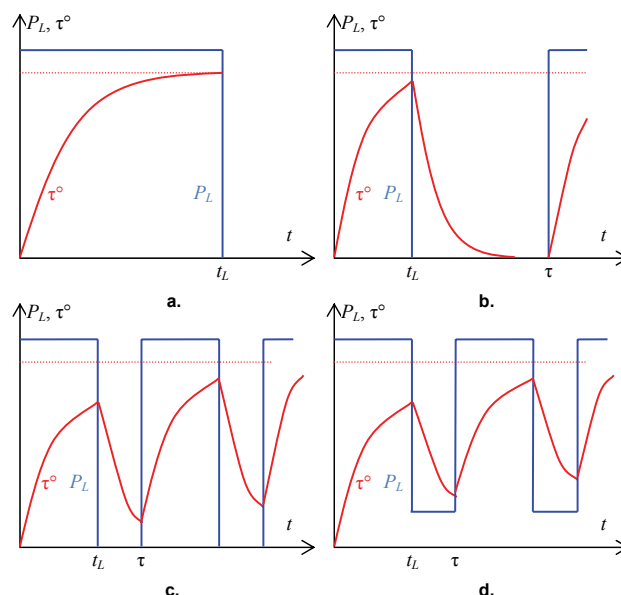 P_L, τ°
τ°
P_L
t
t_L
a.
P_L, τ°
τ° P_L
t
t_L τ
b.
P_L, τ°
τ° P_L
t
t_L τ
c.
P_L, τ°
τ° P_L
t
t_L τ
d.